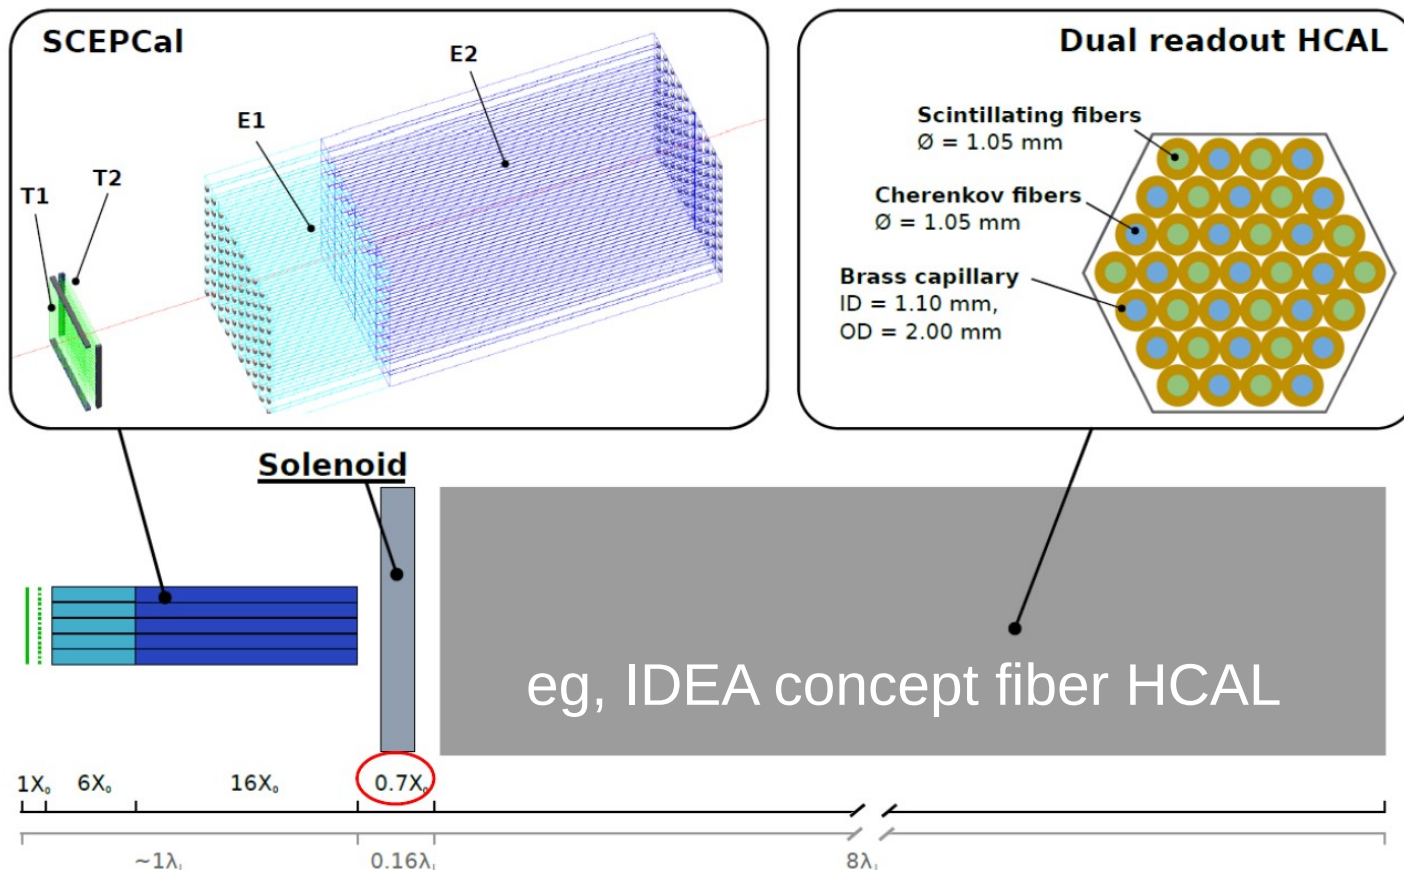 SCEPCal
E2
E1
T2
T1
Dual readout HCAL
Scintillating fibers
Ø = 1.05 mm
Cherenkov fibers
Ø = 1.05 mm
Brass capillary
ID = 1.10 mm,
OD = 2.00 mm
Solenoid
eg, IDEA concept fiber HCAL
1X₀ 6X₀ 16X₀ 0.7X₀
~1λᵢ 0.16λᵢ 8λᵢ